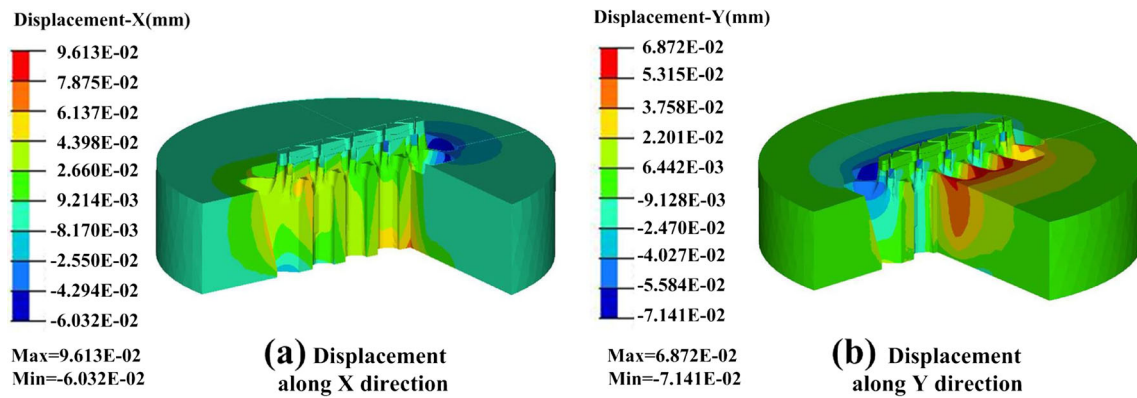 Displacement-X(mm)
9.613E-02
7.875E-02
6.137E-02
4.398E-02
2.660E-02
9.214E-03
-8.170E-03
-2.550E-02
-4.294E-02
-6.032E-02
Max=9.613E-02
Min=-6.032E-02
(a) Displacement
along X direction
Displacement-Y(mm)
6.872E-02
5.315E-02
3.758E-02
2.201E-02
6.442E-03
-9.128E-03
-2.470E-02
-4.027E-02
-5.584E-02
-7.141E-02
Max=6.872E-02
Min=-7.141E-02
(b) Displacement
along Y direction